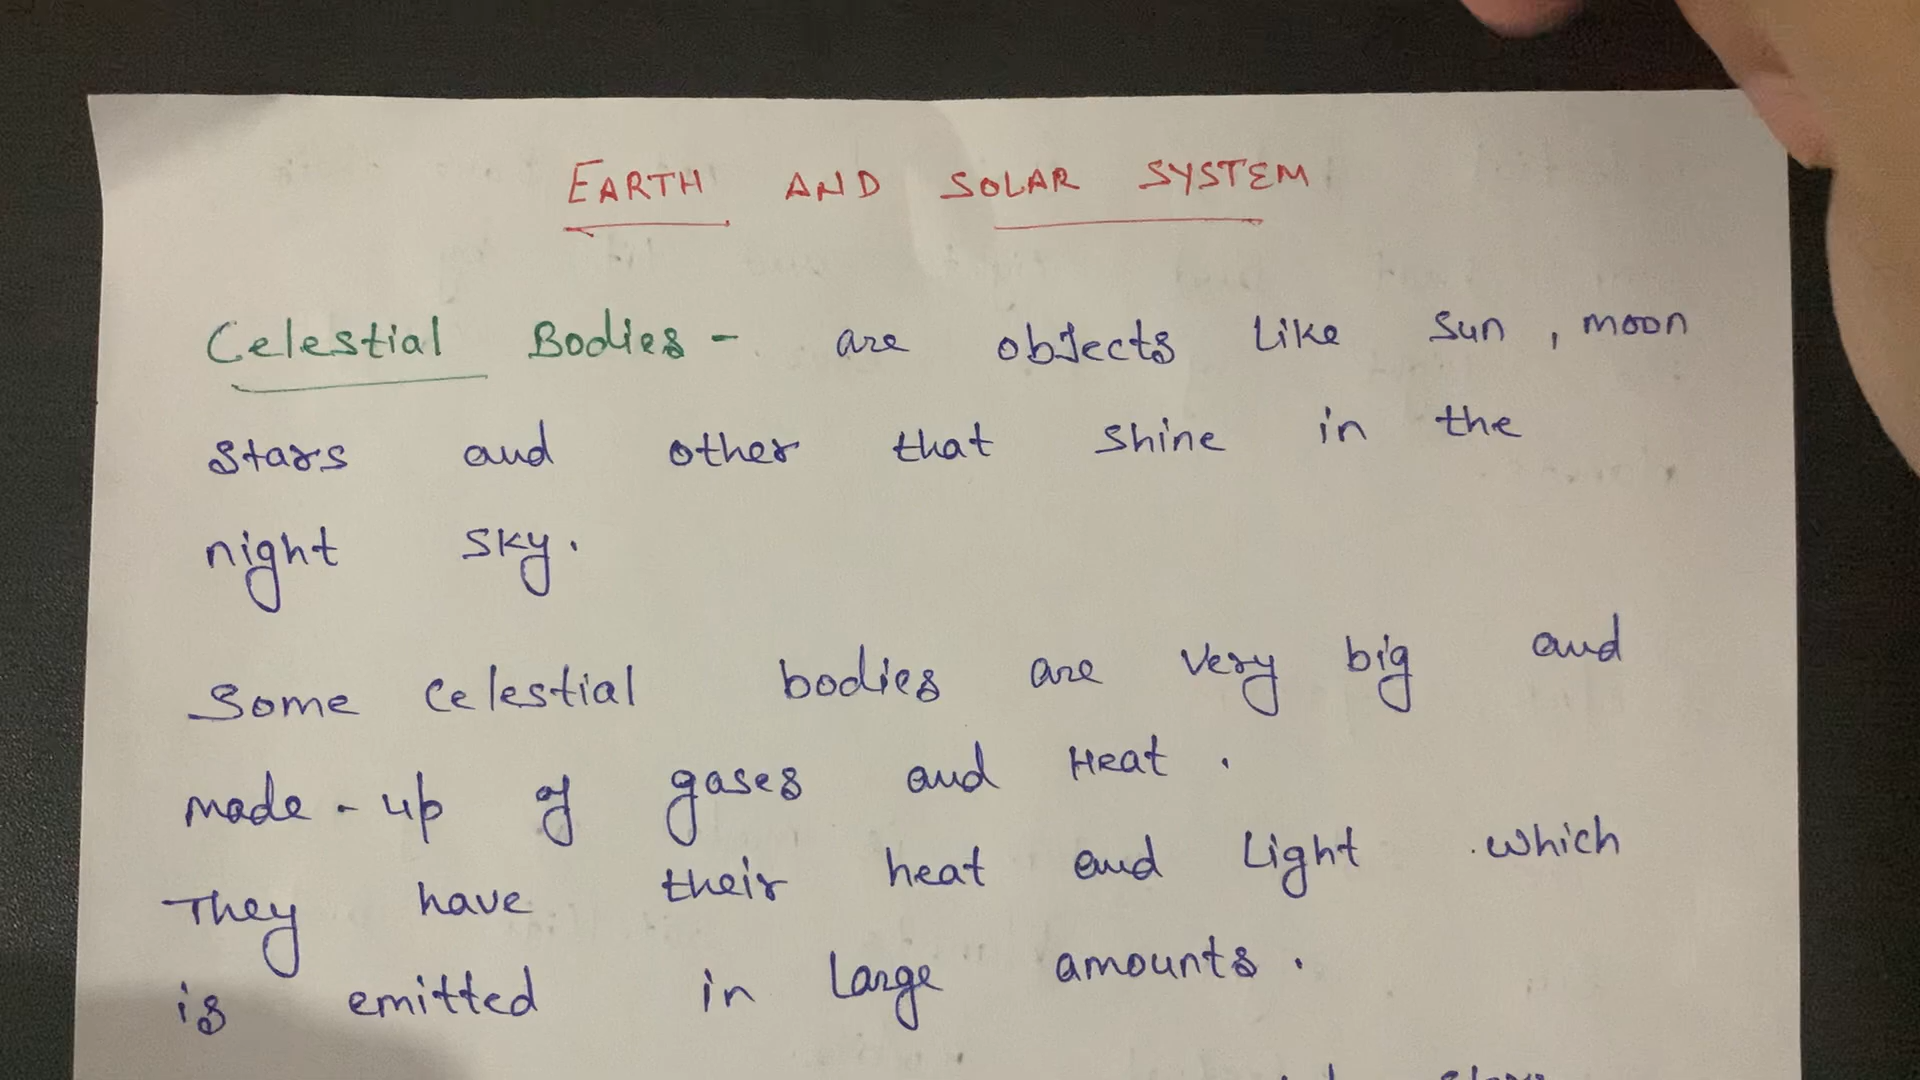 EARTH AND SOLAR SYSTEM
Celestial Bodies - are objects like Sun, moon
stars and other that shine in the
night sky.
Some celestial bodies are very big and
made-up of gases and Heat.
They have their heat and Light which
is emitted in Large amounts.